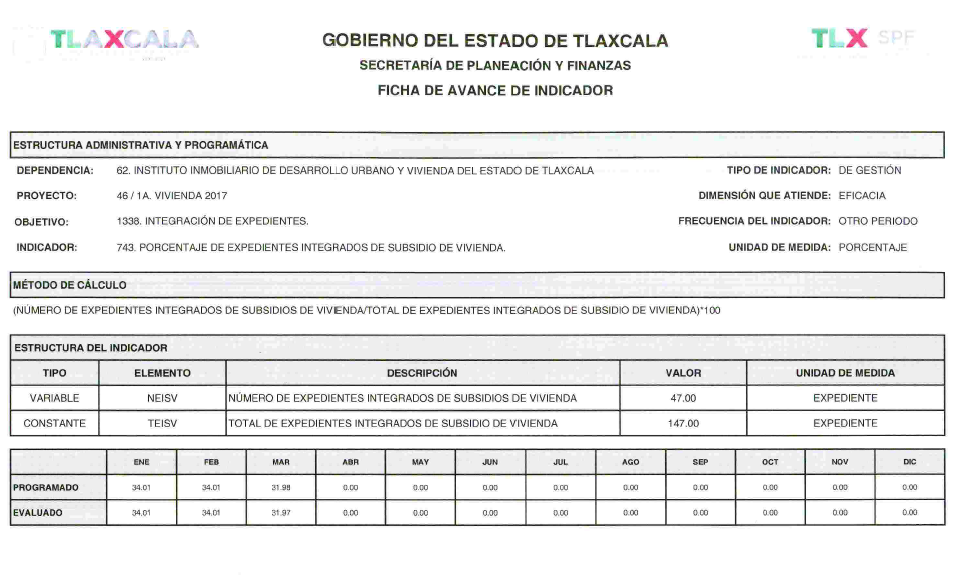 TLAXCALA
GOBIERNO DEL ESTADO DE TLAXCALA
TLX SPF
SECRETARÍA DE PLANEACIÓN Y FINANZAS
FICHA DE AVANCE DE INDICADOR
ESTRUCTURA ADMINISTRATIVA Y PROGRAMÁTICA
DEPENDENCIA: 62. INSTITUTO INMOBILIARIO DE DESARROLLO URBANO Y VIVIENDA DEL ESTADO DE TLAXCALA TIPO DE INDICADOR: DE GESTIÓN
PROYECTO: 46 / 1A. VIVIENDA 2017 DIMENSIÓN QUE ATIENDE: EFICACIA
OBJETIVO: 1338. INTEGRACIÓN DE EXPEDIENTES. FRECUENCIA DEL INDICADOR: OTRO PERIODO
INDICADOR: 743. PORCENTAJE DE EXPEDIENTES INTEGRADOS DE SUBSIDIO DE VIVIENDA. UNIDAD DE MEDIDA: PORCENTAJE
MÉTODO DE CÁLCULO
(NÚMERO DE EXPEDIENTES INTEGRADOS DE SUBSIDIOS DE VIVIENDA/TOTAL DE EXPEDIENTES INTEGRADOS DE SUBSIDIO DE VIVIENDA)*100
ESTRUCTURA DEL INDICADOR
TIPO ELEMENTO DESCRIPCIÓN VALOR UNIDAD DE MEDIDA
VARIABLE NEISV NÚMERO DE EXPEDIENTES INTEGRADOS DE SUBSIDIOS DE VIVIENDA 47.00 EXPEDIENTE
CONSTANTE TEISV TOTAL DE EXPEDIENTES INTEGRADOS DE SUBSIDIO DE VIVIENDA 147.00 EXPEDIENTE
ENE FEB MAR ABR MAY JUN JUL AGO SEP OCT NOV DIC
PROGRAMADO 34.01 34.01 31.98 0.00 0.00 0.00 0.00 0.00 0.00 0.00 0.00 0.00
EVALUADO 34.01 34.01 31.97 0.00 0.00 0.00 0.00 0.00 0.00 0.00 0.00 0.00